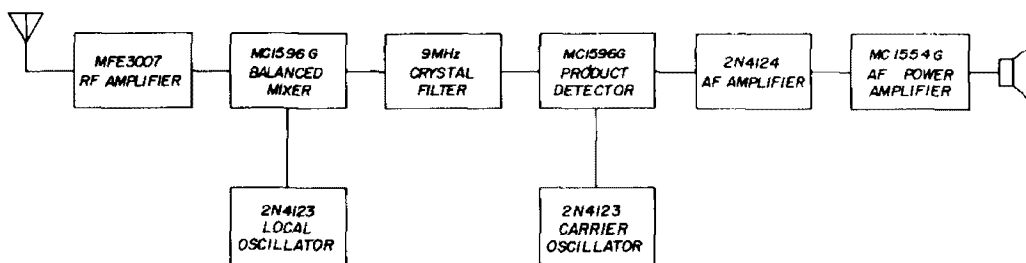 MFE3007
RF AMPLIFIER
MC1596G
BALANCED
MIXER
9MHz
CRYSTAL
FILTER
MC1596G
PRODUCT
DETECTOR
2N4124
AF AMPLIFIER
MC1554G
AF POWER
AMPLIFIER
2N4123
LOCAL
OSCILLATOR
2N4123
CARRIER
OSCILLATOR